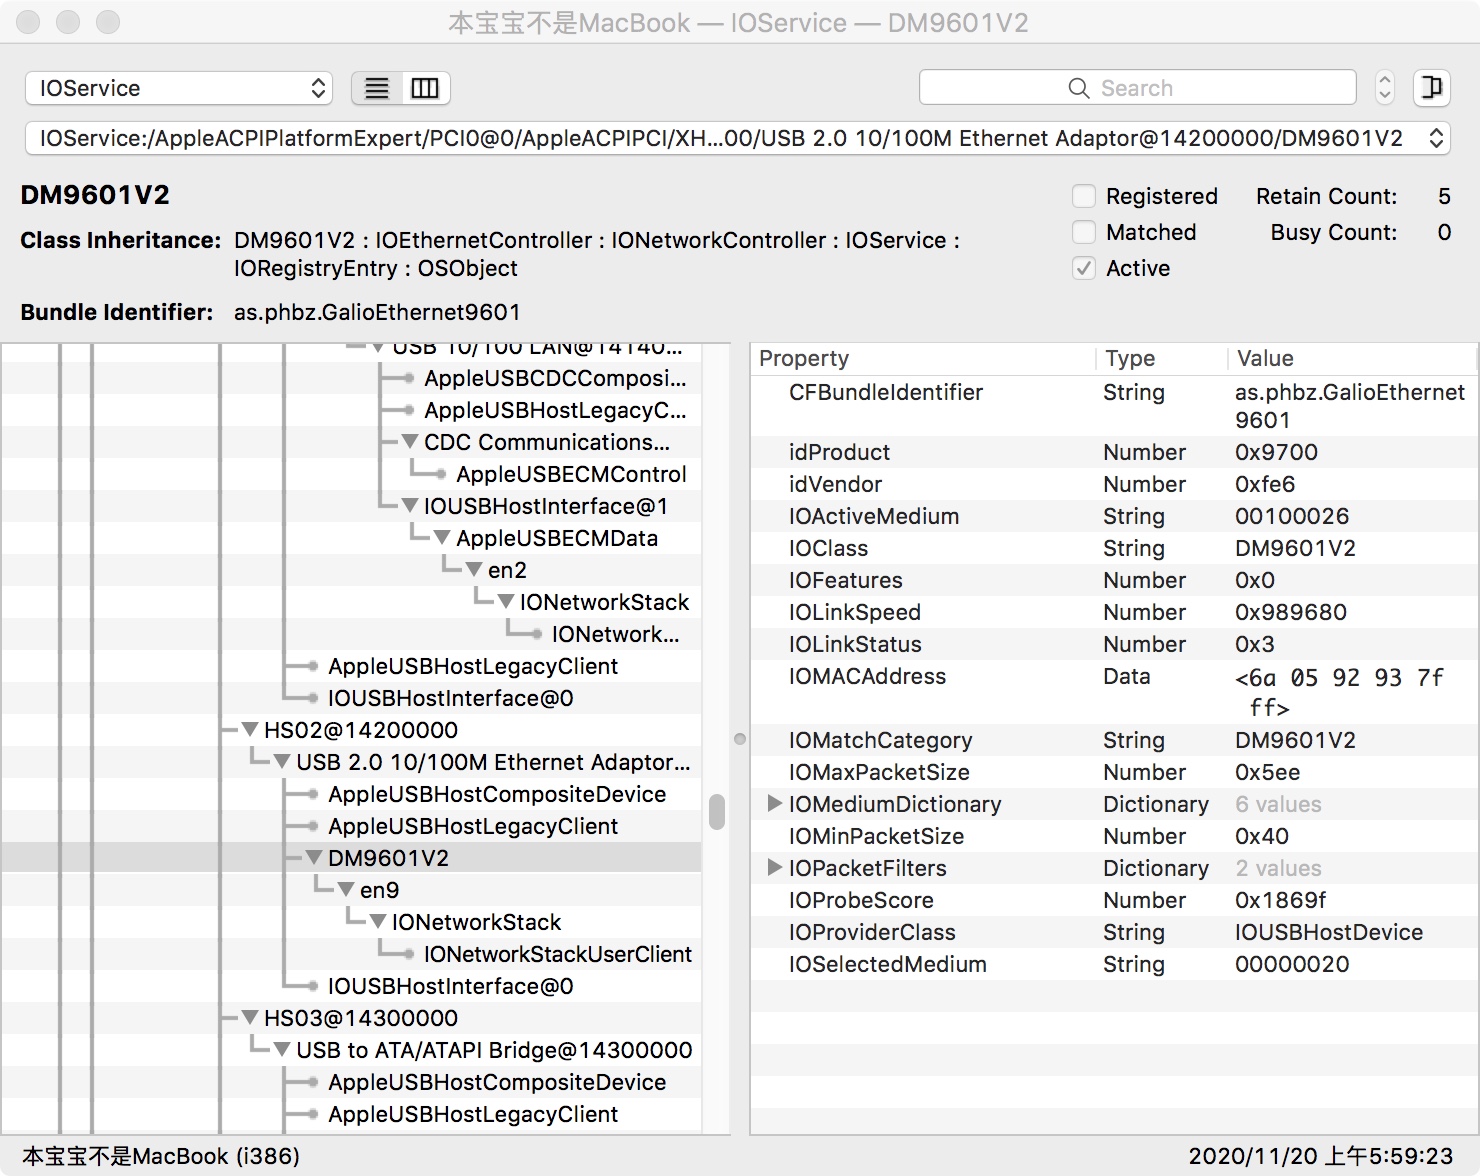 本宝宝不是MacBook — IOService — DM9601V2
IOService
Search
IOService:/AppleACPIPlatformExpert/PCI0@0/AppleACPIPCI/XH...00/USB 2.0 10/100M Ethernet Adaptor@14200000/DM9601V2
DM9601V2
Registered Retain Count: 5
Class Inheritance: DM9601V2 : IOEthernetController : IONetworkController : IOService :
Matched Busy Count: 0
IORegistryEntry : OSObject
Active
Bundle Identifier: as.phbz.GalioEthernet9601
USB 10/100 LAN@14140...
AppleUSBCDCComposi...
AppleUSBHostLegacyC...
CDC Communications...
AppleUSBECMControl
IOUSBHostInterface@1
AppleUSBECMData
en2
IONetworkStack
IONetwork...
AppleUSBHostLegacyClient
IOUSBHostInterface@0
HS02@14200000
USB 2.0 10/100M Ethernet Adaptor...
AppleUSBHostCompositeDevice
AppleUSBHostLegacyClient
DM9601V2
en9
IONetworkStack
IONetworkStackUserClient
IOUSBHostInterface@0
HS03@14300000
USB to ATA/ATAPI Bridge@14300000
AppleUSBHostCompositeDevice
AppleUSBHostLegacyClient
Property Type Value
CFBundleIdentifier String as.phbz.GalioEthernet
9601
idProduct Number 0x9700
idVendor Number 0xfe6
IOActiveMedium String 00100026
IOClass String DM9601V2
IOFeatures Number 0x0
IOLinkSpeed Number 0x989680
IOLinkStatus Number 0x3
IOMACAddress Data <6a 05 92 93 7f
ff>
IOMatchCategory String DM9601V2
IOMaxPacketSize Number 0x5ee
IOMediumDictionary Dictionary 6 values
IOMinPacketSize Number 0x40
IOPacketFilters Dictionary 2 values
IOProbeScore Number 0x1869f
IOProviderClass String IOUSBHostDevice
IOSelectedMedium String 00000020
本宝宝不是MacBook (i386)
2020/11/20 上午5:59:23